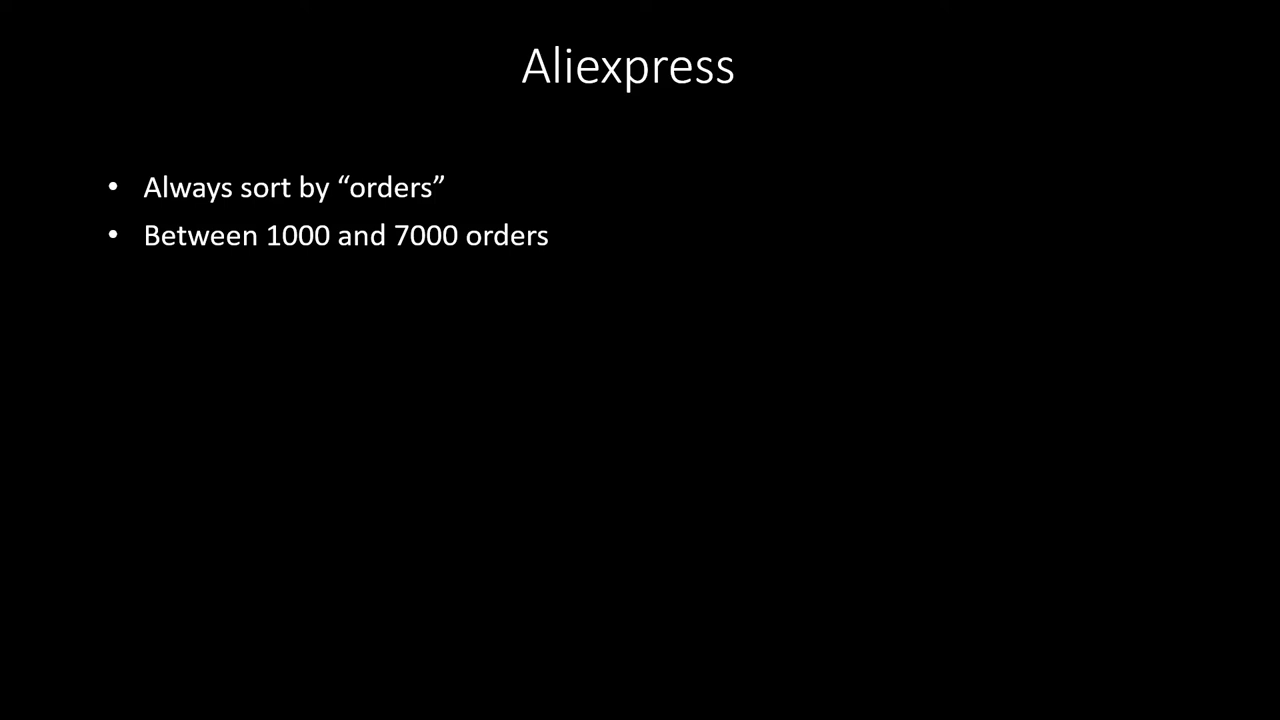 Aliexpress
• Always sort by “orders”
• Between 1000 and 7000 orders